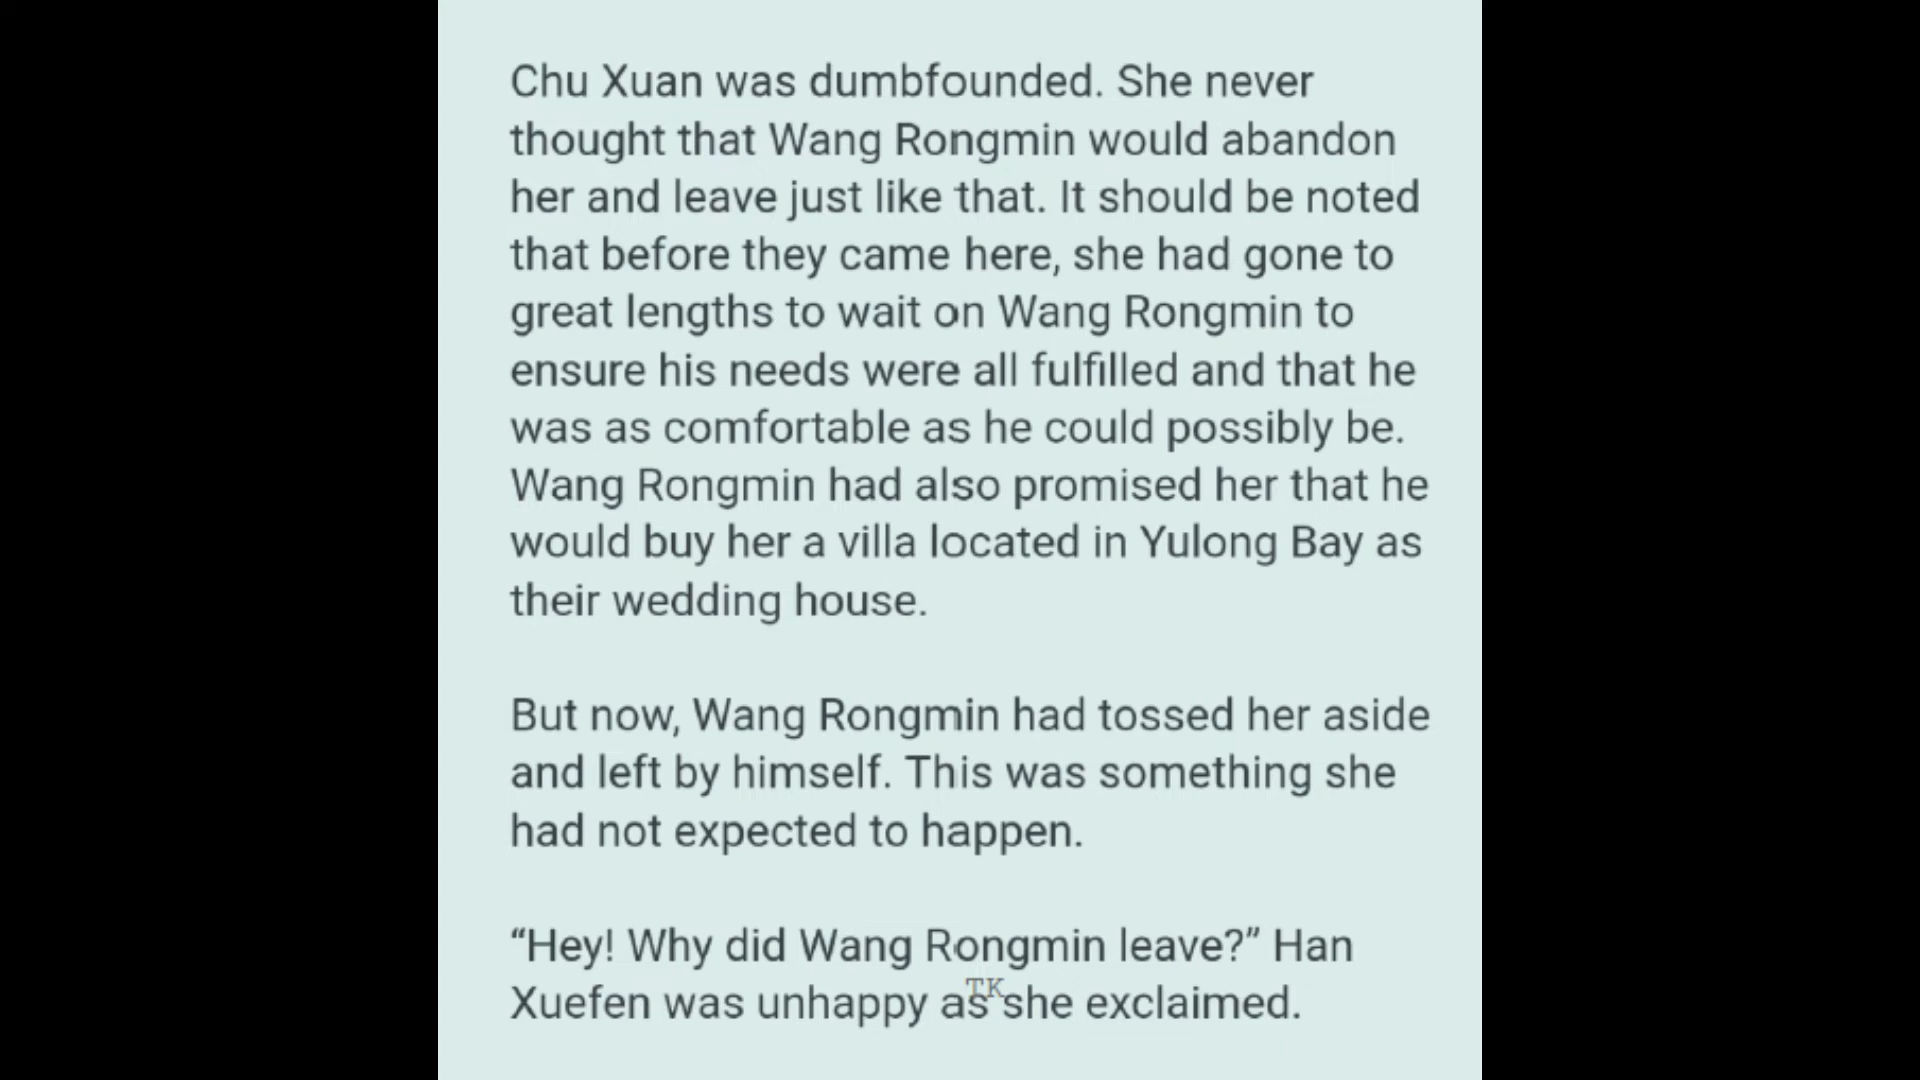 Chu Xuan was dumbfounded. She never
thought that Wang Rongmin would abandon
her and leave just like that. It should be noted
that before they came here, she had gone to
great lengths to wait on Wang Rongmin to
ensure his needs were all fulfilled and that he
was as comfortable as he could possibly be.
Wang Rongmin had also promised her that he
would buy her a villa located in Yulong Bay as
their wedding house.
But now, Wang Rongmin had tossed her aside
and left by himself. This was something she
had not expected to happen.
“Hey! Why did Wang Rongmin leave?” Han
TK
Xuefen was unhappy as she exclaimed.